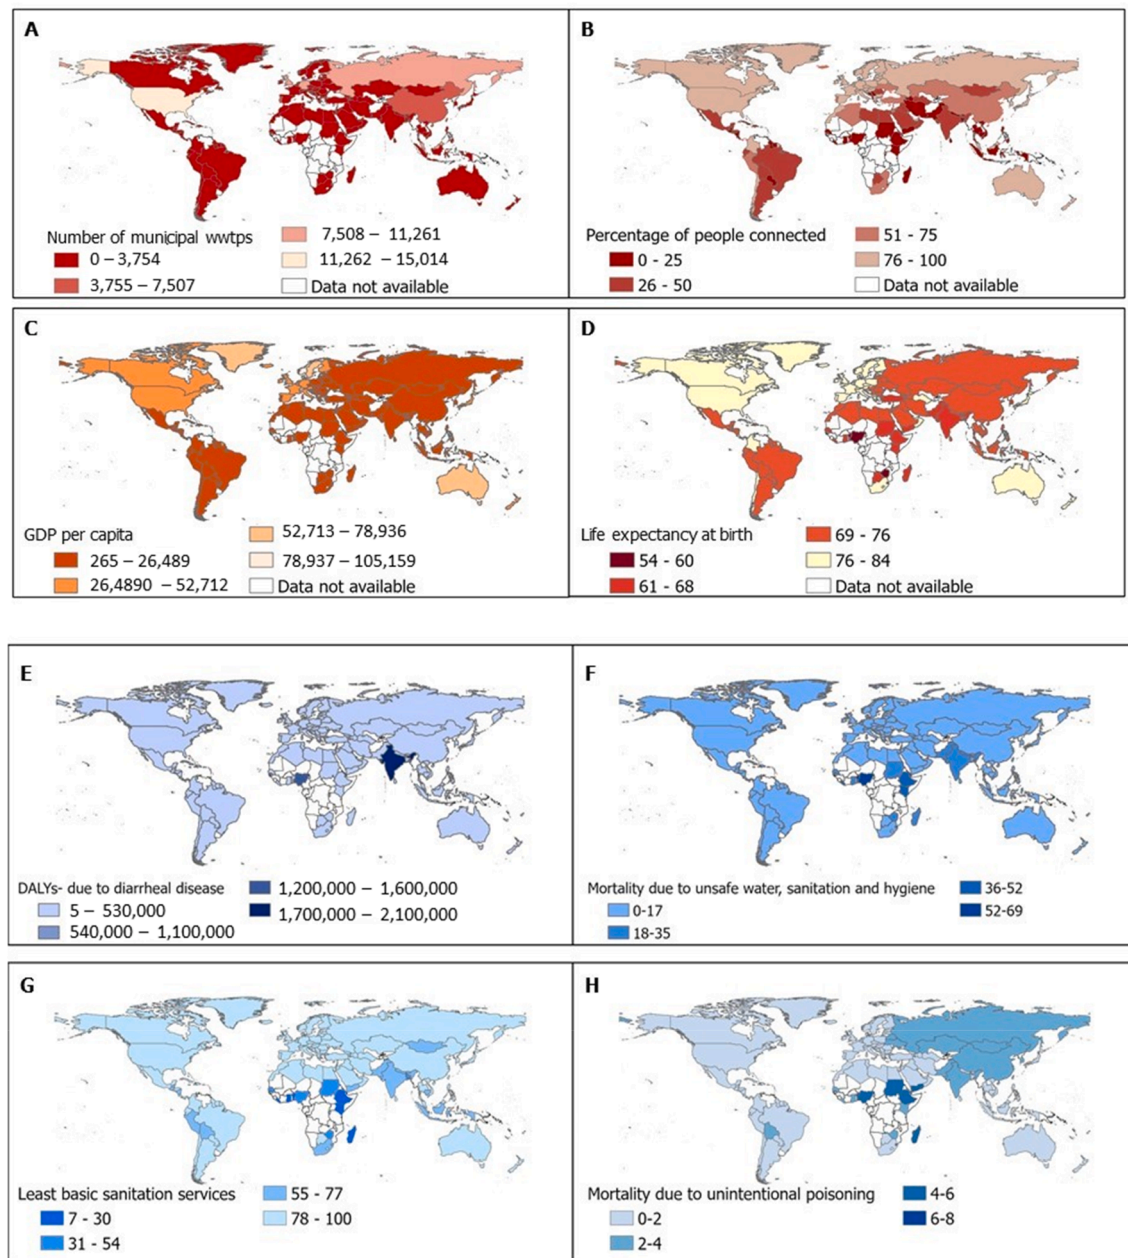 A
Number of municipal wwtps
0 – 3,754
3,755 – 7,507
7,508 – 11,261
11,262 – 15,014
Data not available
B
Percentage of people connected
0 - 25
26 - 50
51 - 75
76 - 100
Data not available
C
GDP per capita
265 – 26,489
26,4890 – 52,712
52,713 – 78,936
78,937 – 105,159
Data not available
D
Life expectancy at birth
54 - 60
61 - 68
69 - 76
76 - 84
Data not available
E
DALYs- due to diarrheal disease
5 – 530,000
540,000 – 1,100,000
1,200,000 – 1,600,000
1,700,000 – 2,100,000
F
Mortality due to unsafe water, sanitation and hygiene
0-17
18-35
36-52
52-69
G
Least basic sanitation services
7 - 30
31 - 54
55 - 77
78 - 100
H
Mortality due to unintentional poisoning
0-2
2-4
4-6
6-8